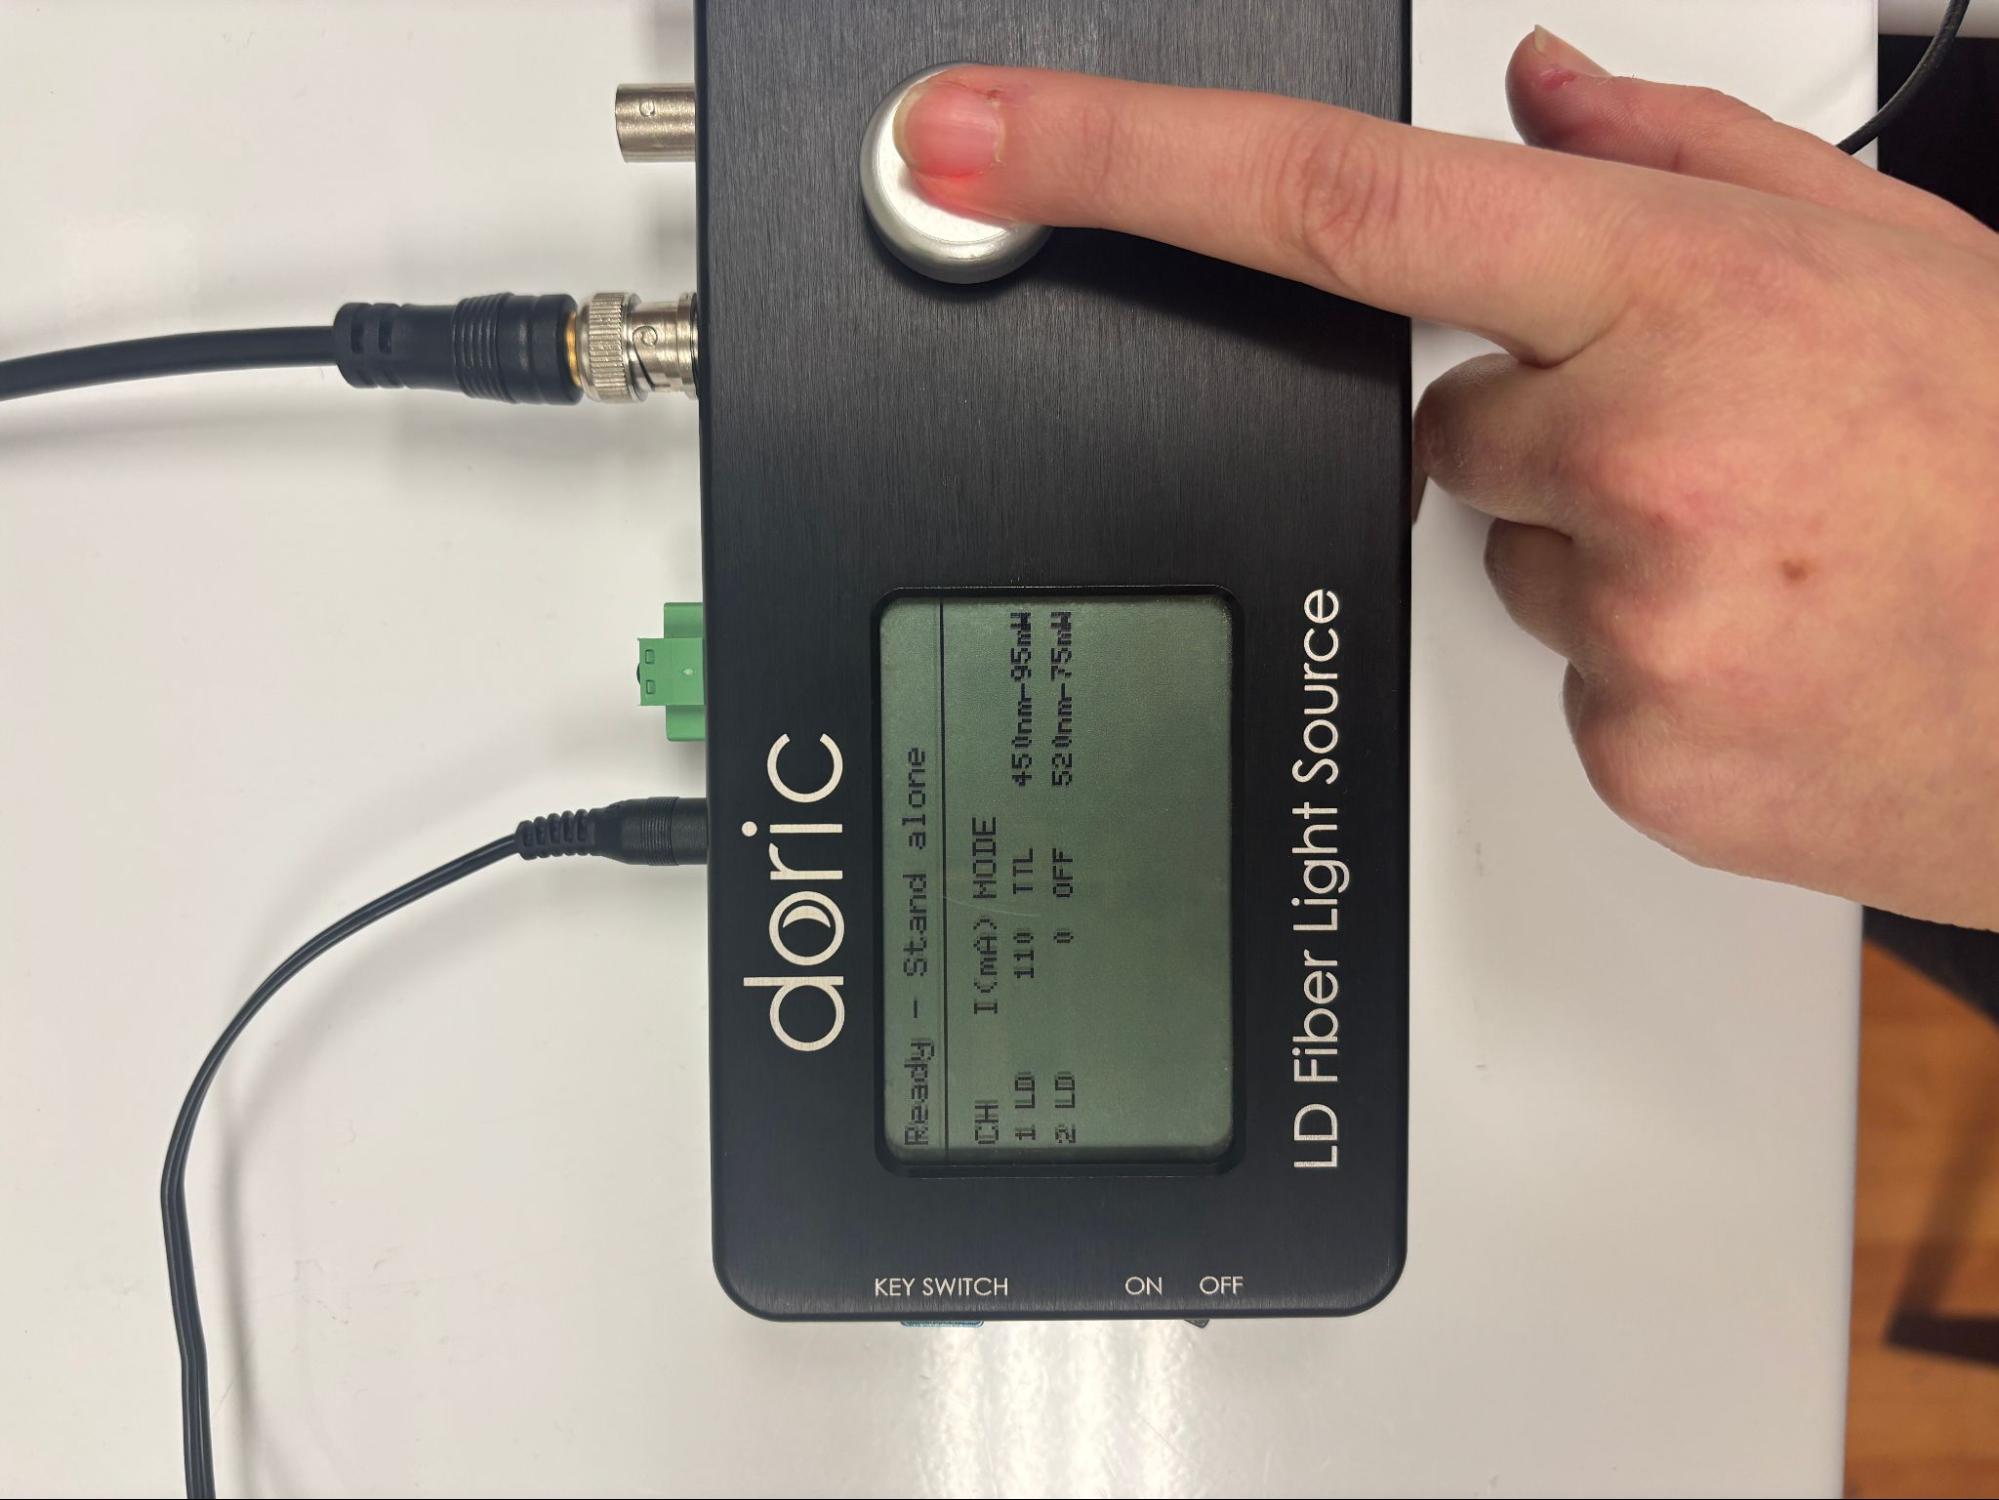 doric
Ready - Stand alone
CH I(mA) MODE
1 LD 110 TTL 450nm-95mW
2 LD 0 OFF 520nm-75mW
LD Fiber Light Source
KEY SWITCH
ON OFF